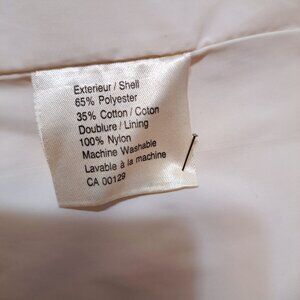 Exterieur / Shell
65% Polyester
35% Cotton / Coton
Doublure / Lining
100% Nylon
Machine Washable
Lavable à la machine
CA 00129